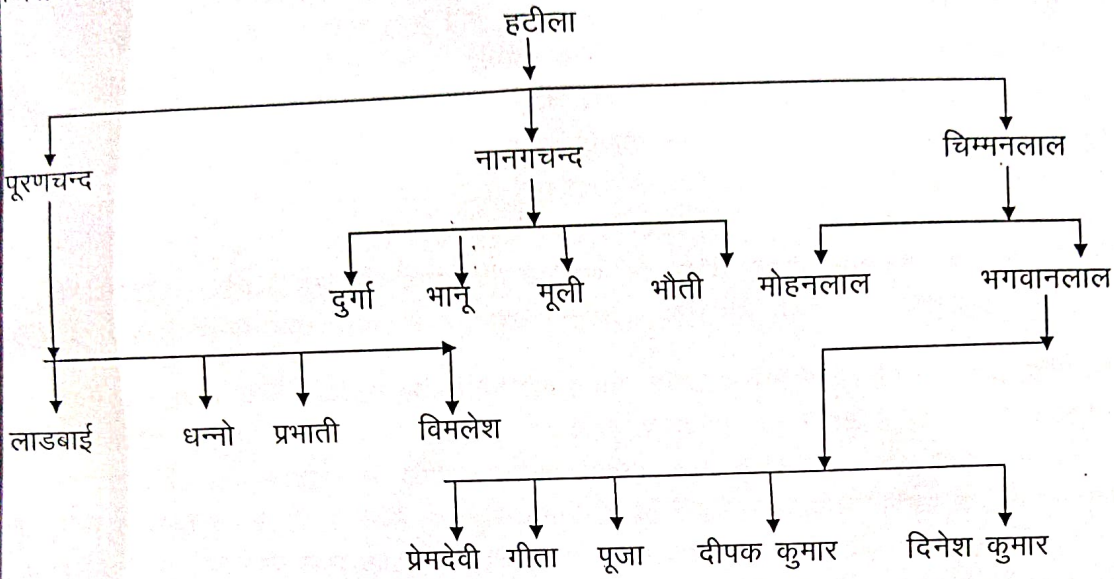 हटीला
पूरणचन्द नानगचन्द चिम्मनलाल
दुर्गा भानू मूली भौती मोहनलाल भगवानलाल
लाडबाई धन्नो प्रभाती विमलेश
प्रेमदेवी गीता पूजा दीपक कुमार दिनेश कुमार